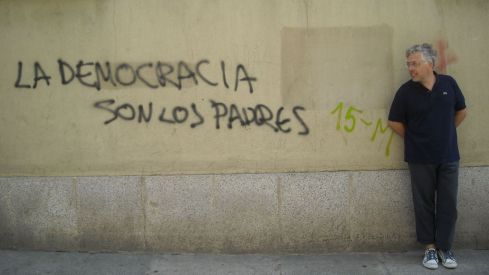 LA DEMOCRACIA
SON LOS PADRES
15-M